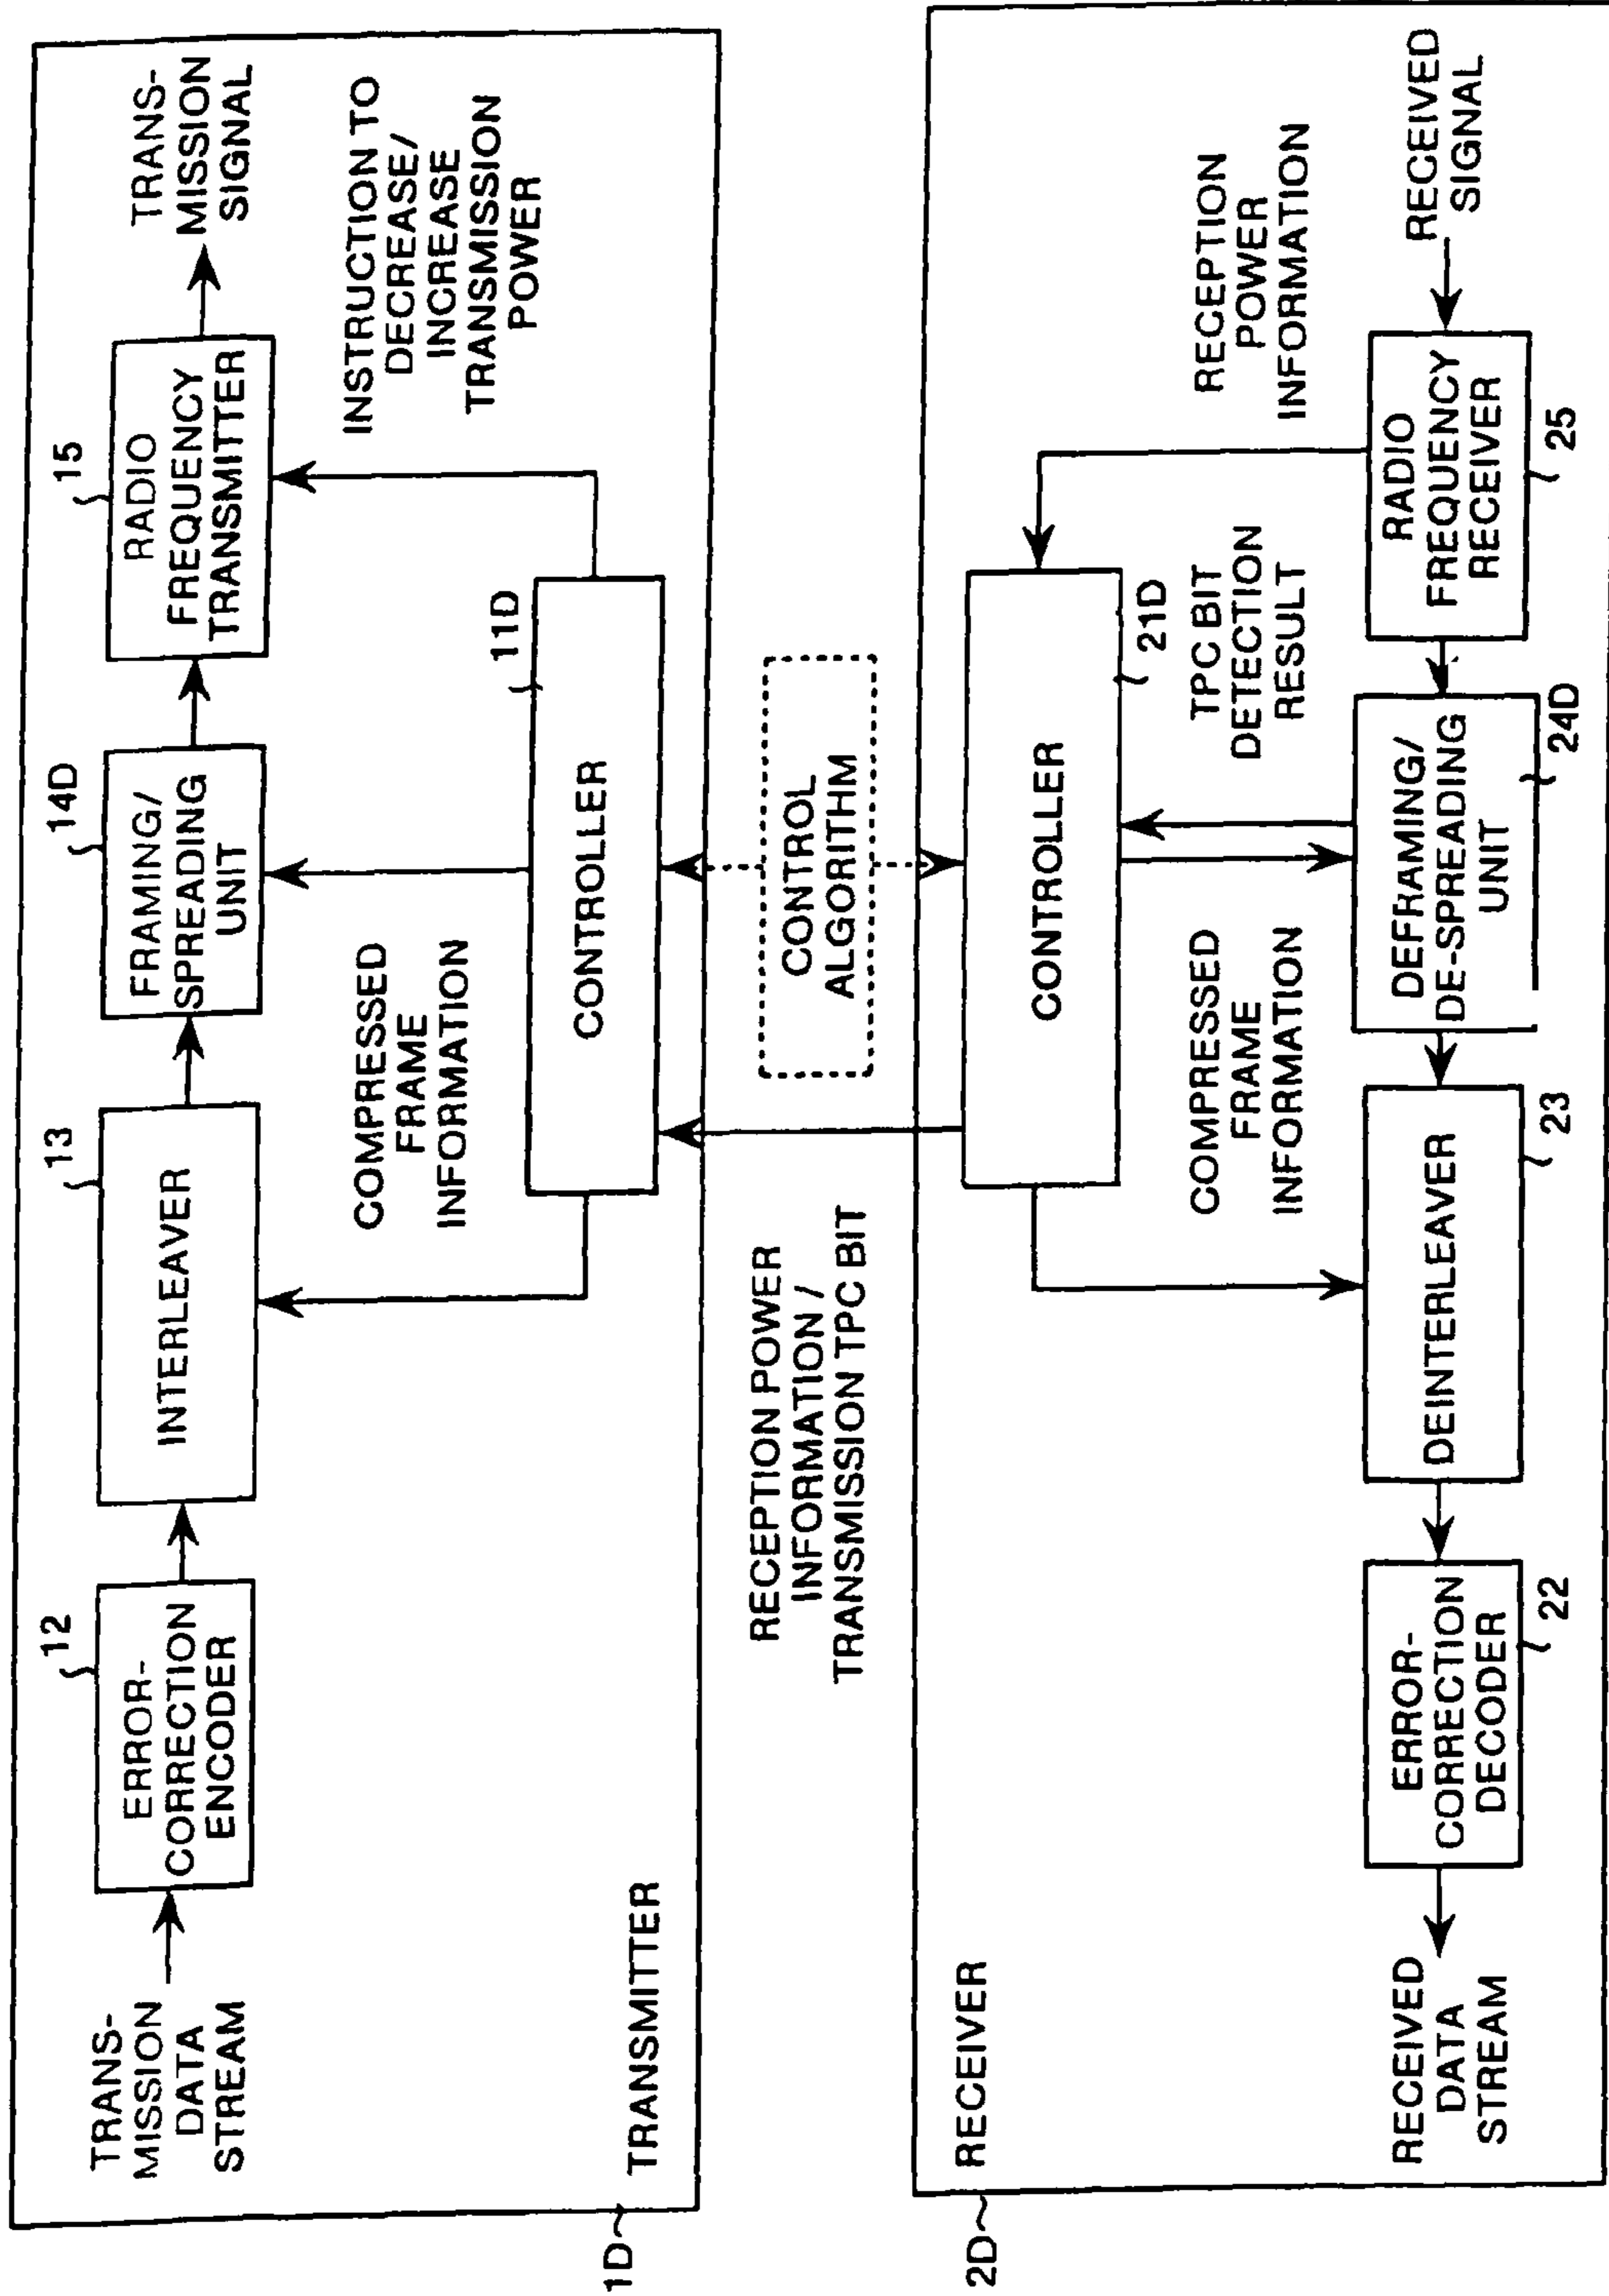 TRANS-
MISSION
DATA
STREAM
12
ERROR-
CORRECTION
ENCODER
13
INTERLEAVER
14D
FRAMING/
SPREADING
UNIT
15
RADIO
FREQUENCY
TRANSMITTER
TRANS-
MISSION
SIGNAL
COMPRESSED
FRAME
INFORMATION
11D
CONTROLLER
INSTRUCTION TO
DECREASE/
INCREASE
TRANSMISSION
POWER
TRANSMITTER
1D
RECEPTION POWER
INFORMATION /
TRANSMISSION TPC BIT
CONTROL
ALGORITHM
2D
RECEIVER
CONTROLLER
21D
COMPRESSED
FRAME
INFORMATION
TPC BIT
DETECTION
RESULT
RECEPTION
POWER
INFORMATION
RECEIVED
DATA
STREAM
ERROR-
CORRECTION
DECODER
22
DEINTERLEAVER
23
DEFRAMING/
DE-SPREADING
UNIT
24D
RADIO
FREQUENCY
RECEIVER
25
RECEIVED
SIGNAL